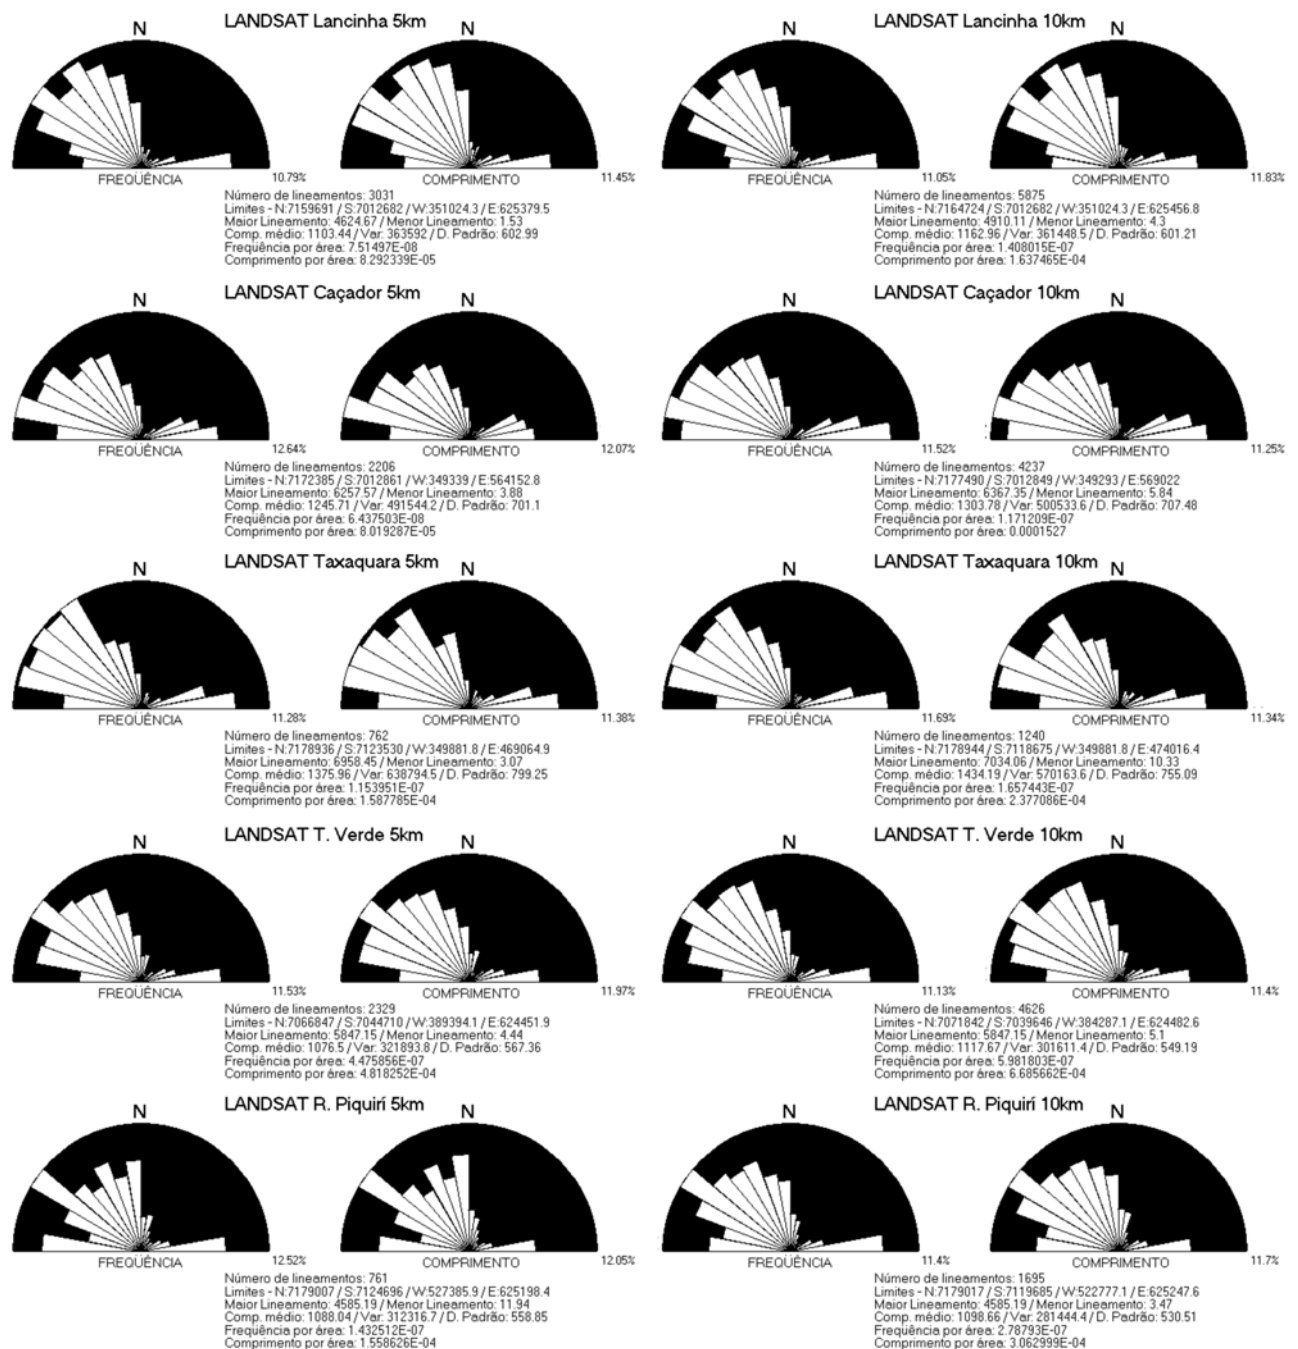 LANDSAT Lancinha 5km
N
N
10.79%
11.45%
FREQÜÊNCIA
COMPRIMENTO
Número de lineamentos: 3031
Limites - N:7159691 / S:7012682 / W:351024.3 / E:625379.5
Maior Lineamento: 4624.67 / Menor Lineamento: 1.53
Comp. médio: 1103.44 / Var: 363592 / D. Padrão: 602.99
Freqüência por área: 7.51497E-08
Comprimento por área: 8.292339E-05
LANDSAT Lancinha 10km
N
N
11.05%
11.83%
FREQÜÊNCIA
COMPRIMENTO
Número de lineamentos: 5875
Limites - N:7164724 / S:7012682 / W:351024.3 / E:625456.8
Maior Lineamento: 4910.11 / Menor Lineamento: 4.3
Comp. médio: 1162.96 / Var: 361448.5 / D. Padrão: 601.21
Freqüência por área: 1.408015E-07
Comprimento por área: 1.637465E-04
LANDSAT Caçador 5km
N
N
12.64%
12.07%
FREQÜÊNCIA
COMPRIMENTO
Número de lineamentos: 2206
Limites - N:7172385 / S:7012861 / W:349339 / E:564152.8
Maior Lineamento: 6257.57 / Menor Lineamento: 3.88
Comp. médio: 1245.71 / Var: 491544.2 / D. Padrão: 701.1
Freqüência por área: 6.437503E-08
Comprimento por área: 8.019287E-05
LANDSAT Caçador 10km
N
N
11.52%
11.25%
FREQÜÊNCIA
COMPRIMENTO
Número de lineamentos: 4237
Limites - N:7177490 / S:7012849 / W:349293 / E:569022
Maior Lineamento: 6367.35 / Menor Lineamento: 5.84
Comp. médio: 1303.78 / Var: 500533.6 / D. Padrão: 707.48
Freqüência por área: 1.171209E-07
Comprimento por área: 0.0001527
LANDSAT Taxaquara 5km
N
N
11.28%
11.38%
FREQÜÊNCIA
COMPRIMENTO
Número de lineamentos: 762
Limites - N:7178936 / S:7123530 / W:349881.8 / E:469064.9
Maior Lineamento: 6958.45 / Menor Lineamento: 3.07
Comp. médio: 1375.96 / Var: 638794.5 / D. Padrão: 799.25
Freqüência por área: 1.153951E-07
Comprimento por área: 1.587785E-04
LANDSAT Taxaquara 10km
N
N
11.69%
11.34%
FREQÜÊNCIA
COMPRIMENTO
Número de lineamentos: 1240
Limites - N:7178944 / S:7118675 / W:349881.8 / E:474016.4
Maior Lineamento: 7034.06 / Menor Lineamento: 10.33
Comp. médio: 1434.19 / Var: 570163.6 / D. Padrão: 755.09
Freqüência por área: 1.657443E-07
Comprimento por área: 2.377086E-04
LANDSAT T. Verde 5km
N
N
11.53%
11.97%
FREQÜÊNCIA
COMPRIMENTO
Número de lineamentos: 2329
Limites - N:7066847 / S:7044710 / W:389394.1 / E:624451.9
Maior Lineamento: 5847.15 / Menor Lineamento: 4.44
Comp. médio: 1076.5 / Var: 321893.8 / D. Padrão: 567.36
Freqüência por área: 4.475856E-07
Comprimento por área: 4.818252E-04
LANDSAT T. Verde 10km
N
N
11.13%
11.4%
FREQÜÊNCIA
COMPRIMENTO
Número de lineamentos: 4626
Limites - N:7071842 / S:7039646 / W:384287.1 / E:624482.6
Maior Lineamento: 5847.15 / Menor Lineamento: 5.1
Comp. médio: 1117.67 / Var: 301611.4 / D. Padrão: 549.19
Freqüência por área: 5.981803E-07
Comprimento por área: 6.685662E-04
LANDSAT R. Piquirí 5km
N
N
12.52%
12.05%
FREQÜÊNCIA
COMPRIMENTO
Número de lineamentos: 761
Limites - N:7179007 / S:7124696 / W:527385.9 / E:625198.4
Maior Lineamento: 4585.19 / Menor Lineamento: 11.94
Comp. médio: 1088.04 / Var: 312316.7 / D. Padrão: 558.85
Freqüência por área: 1.432512E-07
Comprimento por área: 1.558626E-04
LANDSAT R. Piquirí 10km
N
N
11.4%
11.7%
FREQÜÊNCIA
COMPRIMENTO
Número de lineamentos: 1695
Limites - N:7179017 / S:7119685 / W:522777.1 / E:625247.6
Maior Lineamento: 4585.19 / Menor Lineamento: 3.47
Comp. médio: 1098.66 / Var: 281444.4 / D. Padrão: 530.51
Freqüência por área: 2.78793E-07
Comprimento por área: 3.062999E-04